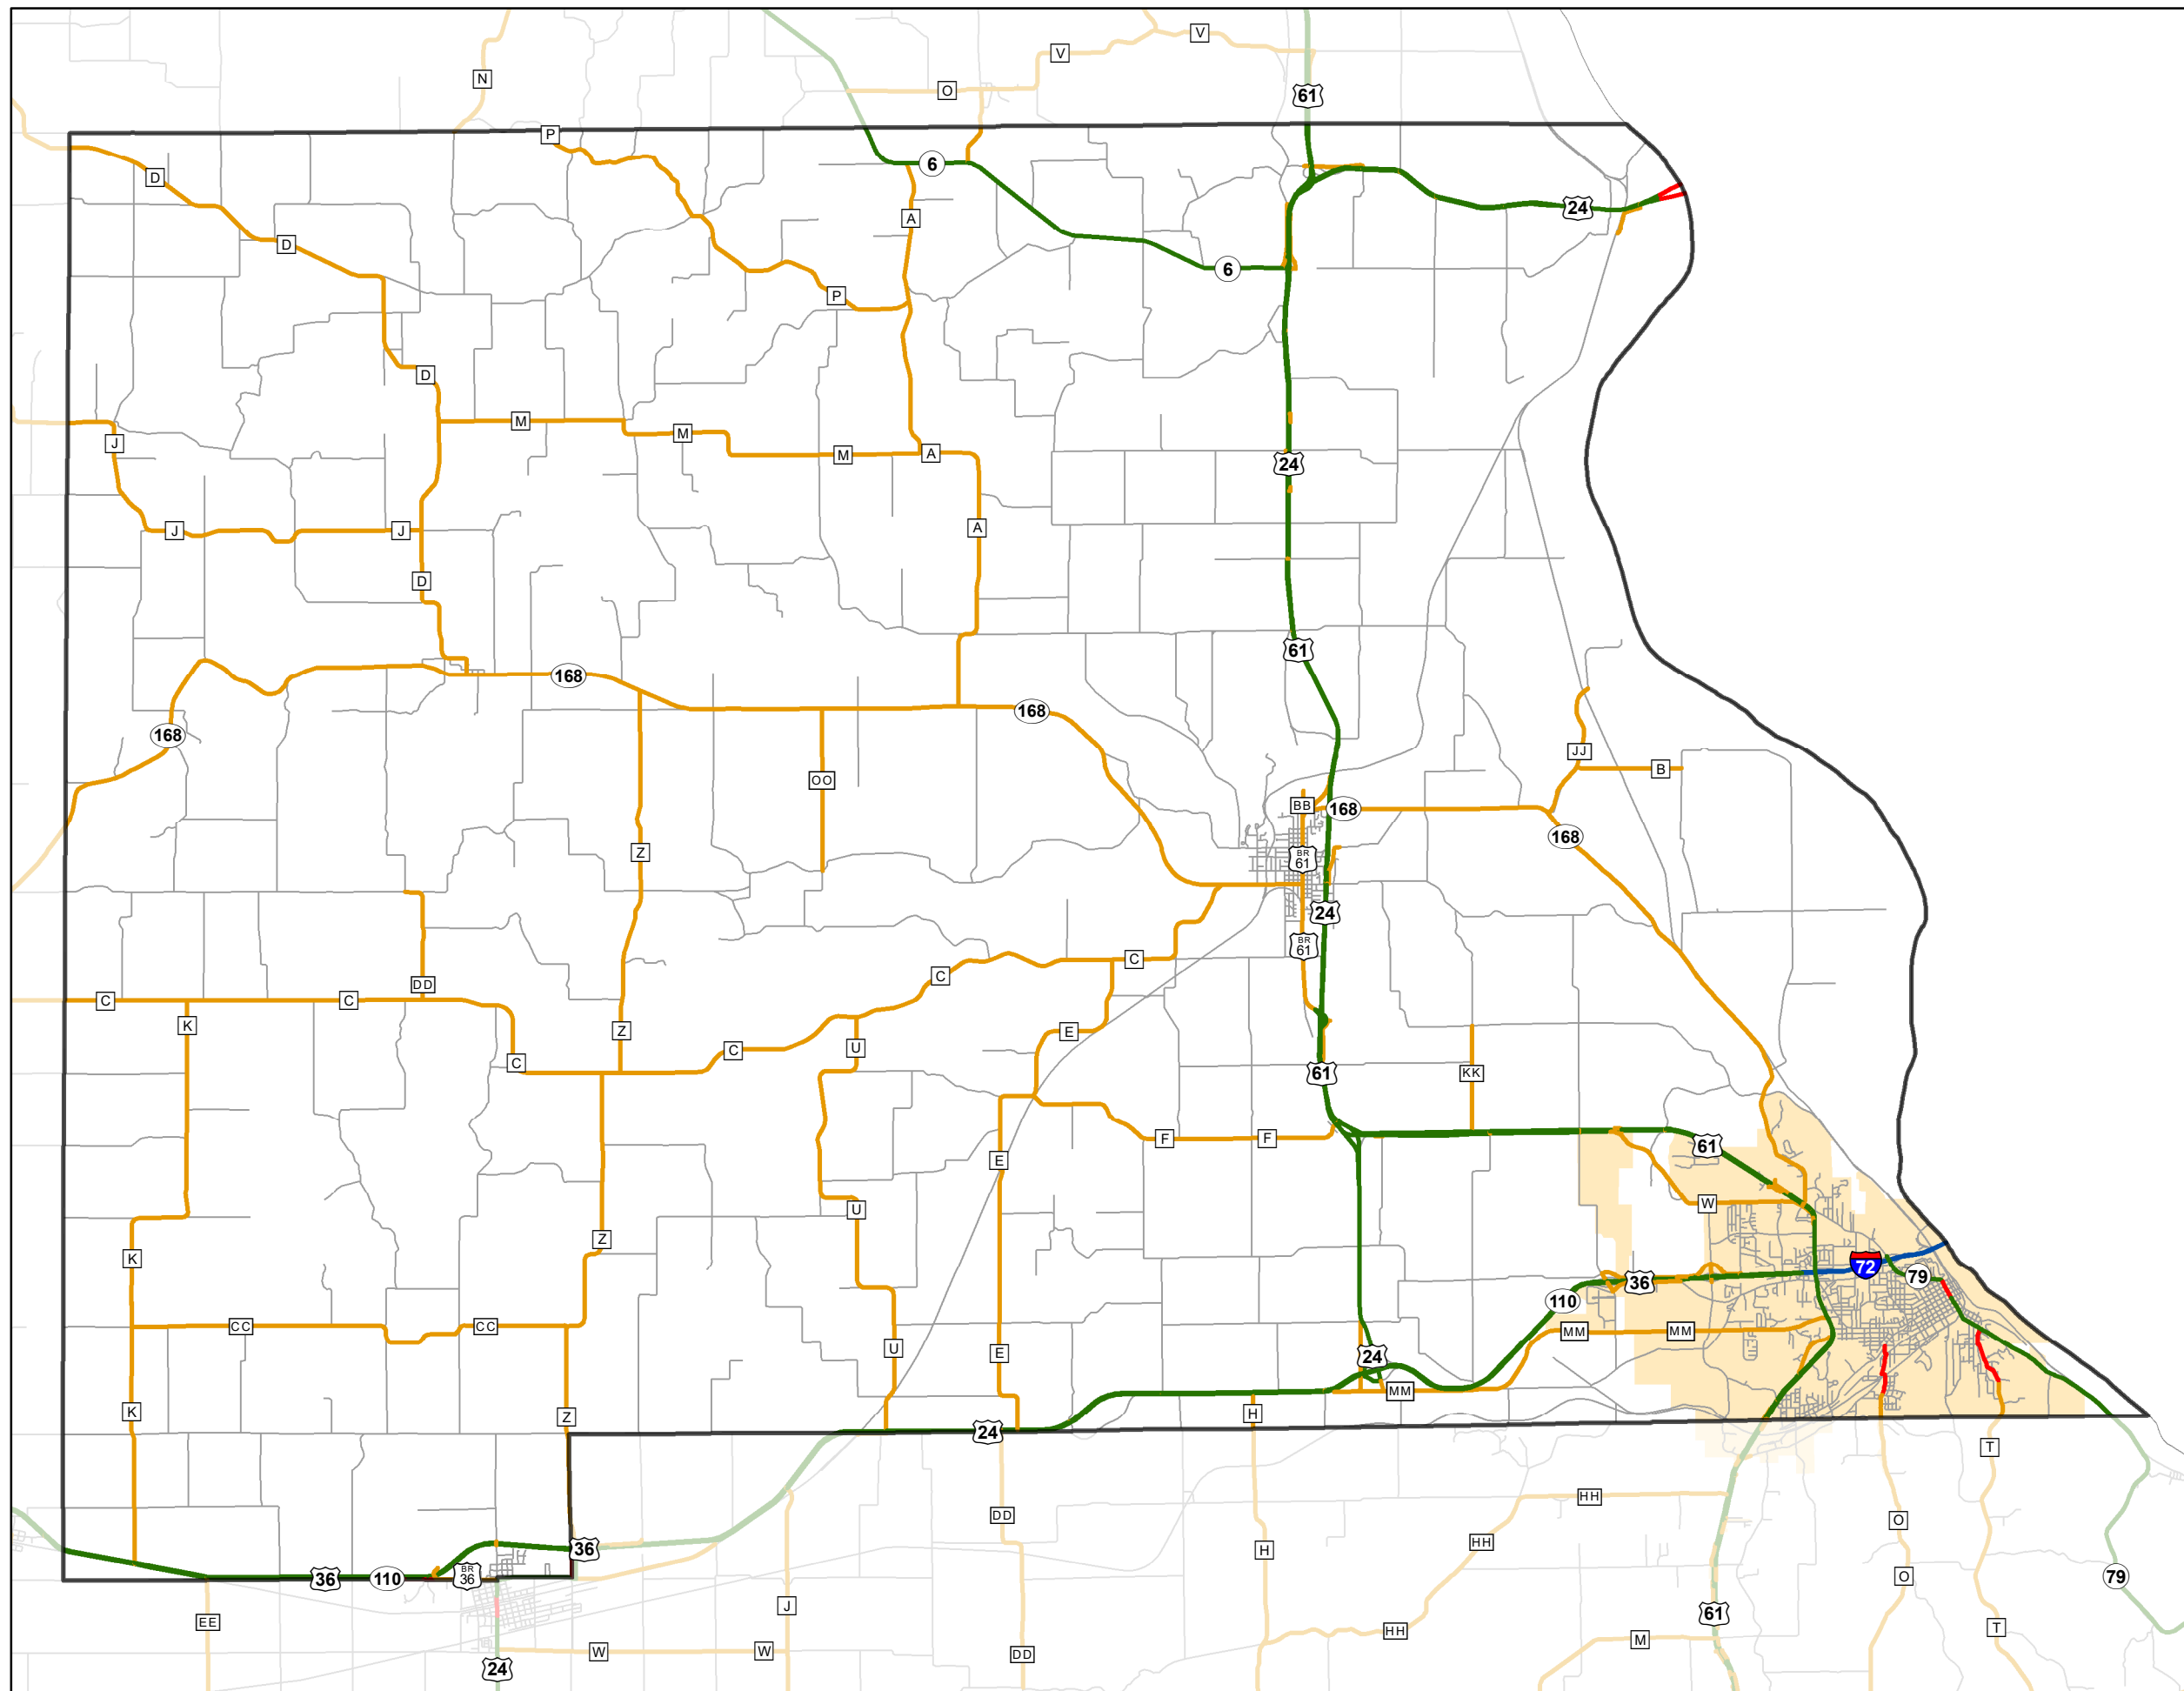 V
V
N
O
61
P
6
D
A
24
D
6
P
D
M
M
J
M
A
24
A
J
J
D
61
168
168
168
JJ
B
OO
BB
168
168
Z
BR
61
24
BR
61
C
C
DD
C
C
K
Z
E
U
C
C
61
KK
F
F
61
E
W
U
Z
K
72
79
36
110
CC
CC
MM
MM
U
E
24
MM
K
Z
H
24
T
HH
DD
O
HH
36
H
36
110
BR
36
O
79
J
61
EE
T
HH
M
W
W
DD
24